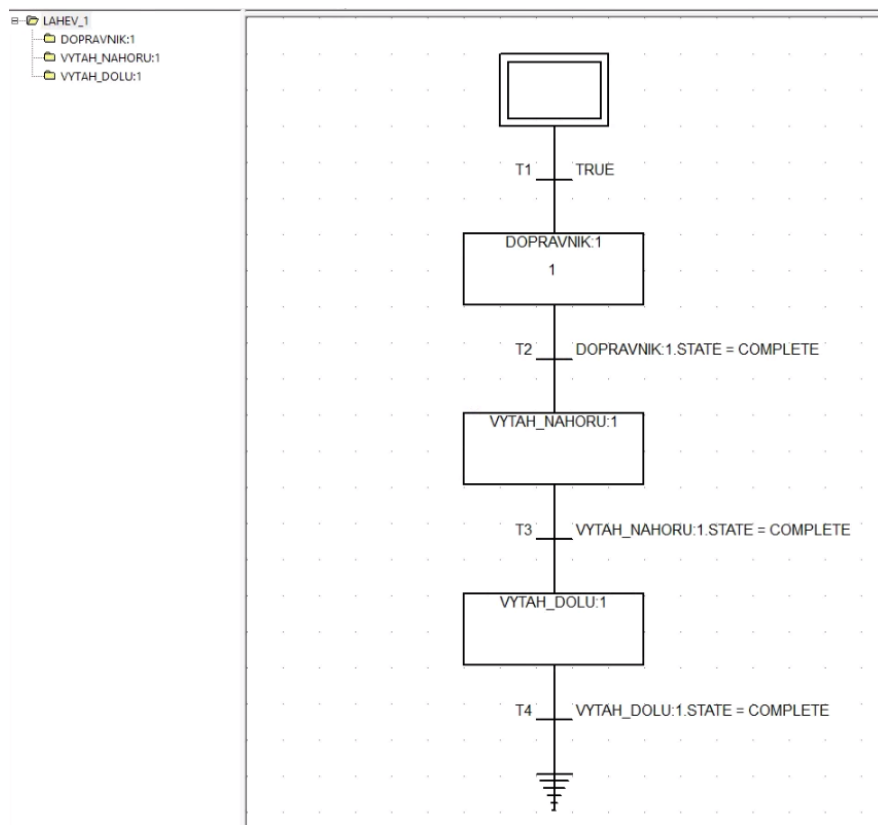 LAHEV_1
DOPRAVNIK:1
VYTAH_NAHORU:1
VYTAH_DOLU:1
T1 TRUE
DOPRAVNIK:1
1
T2 DOPRAVNIK:1.STATE = COMPLETE
VYTAH_NAHORU:1
T3 VYTAH_NAHORU:1.STATE = COMPLETE
VYTAH_DOLU:1
T4 VYTAH_DOLU:1.STATE = COMPLETE